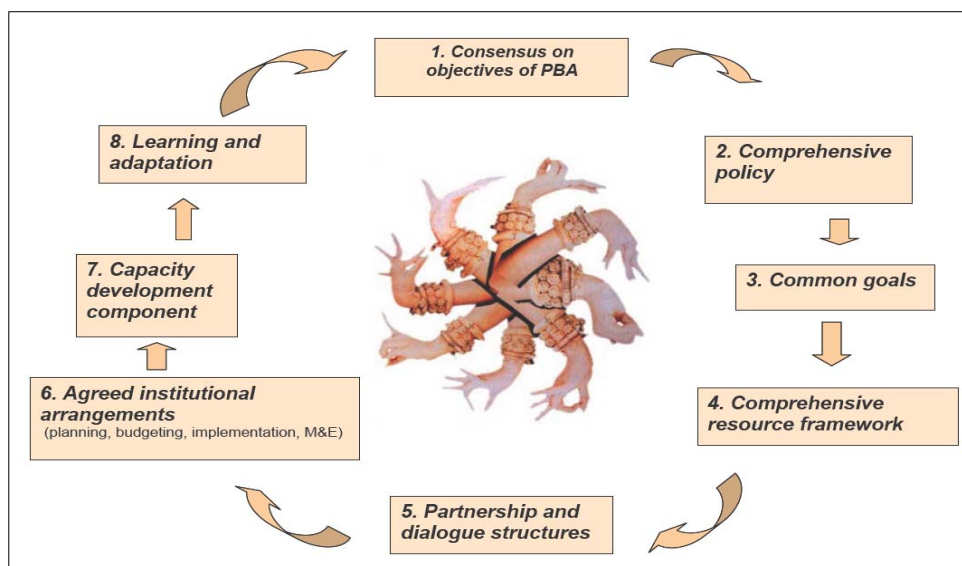 1. Consensus on
objectives of PBA
2. Comprehensive
policy
3. Common goals
4. Comprehensive
resource framework
5. Partnership and
dialogue structures
6. Agreed institutional
arrangements
(planning, budgeting, implementation, M&E)
7. Capacity
development
component
8. Learning and
adaptation